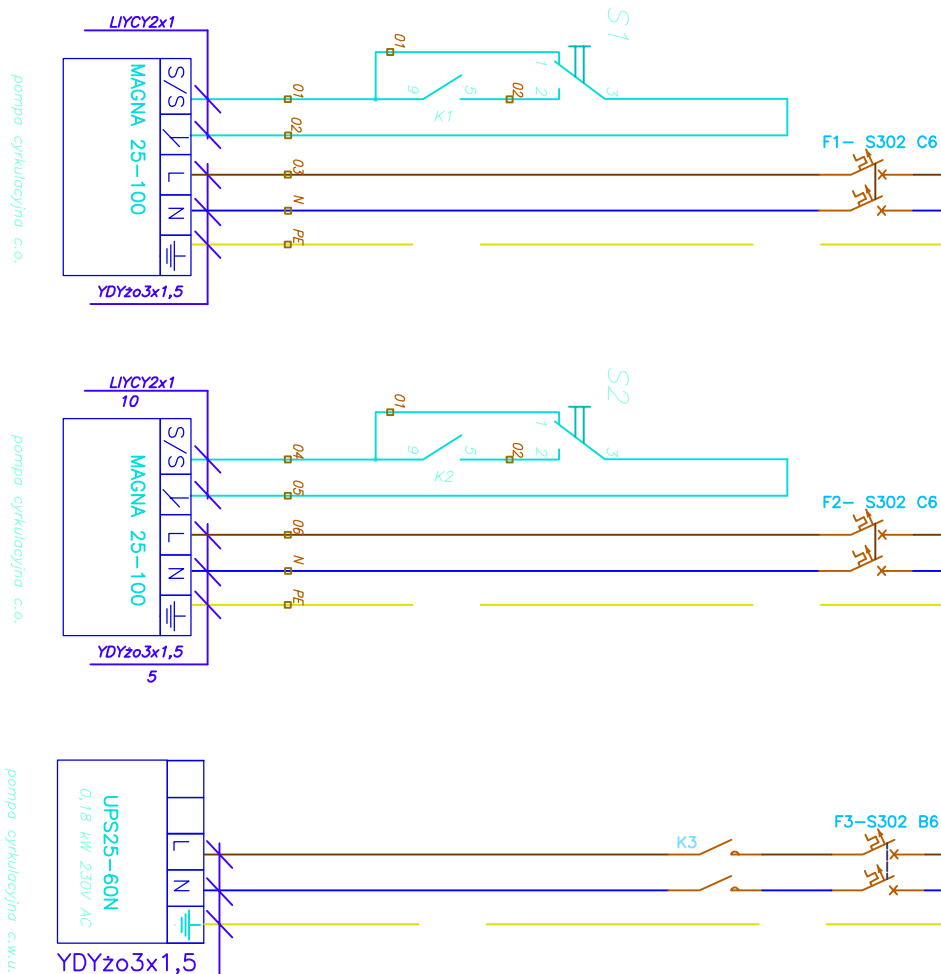 LIYCY2x1
pompa cyrkulacyjna c.o.
MAGNA 25-100
S/S
L
N
YDYżo3x1,5
01
02
03
N
PE
01
9
5
K1
02
1
2
3
S1
F1- S302 C6
LIYCY2x1
10
pompa cyrkulacyjna c.o.
MAGNA 25-100
S/S
L
N
YDYżo3x1,5
5
04
05
06
N
PE
01
9
5
K2
02
1
2
3
S2
F2- S302 C6
pompa cyrkulacyjna c.w.u.
UPS25-60N
0,18 kW 230V AC
L
N
YDYżo3x1,5
K3
F3-S302 B6